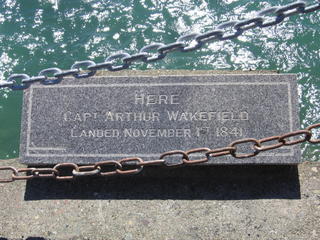 HERE
CAPT ARTHUR WAKEFIELD
LANDED NOVEMBER 1ST 1841